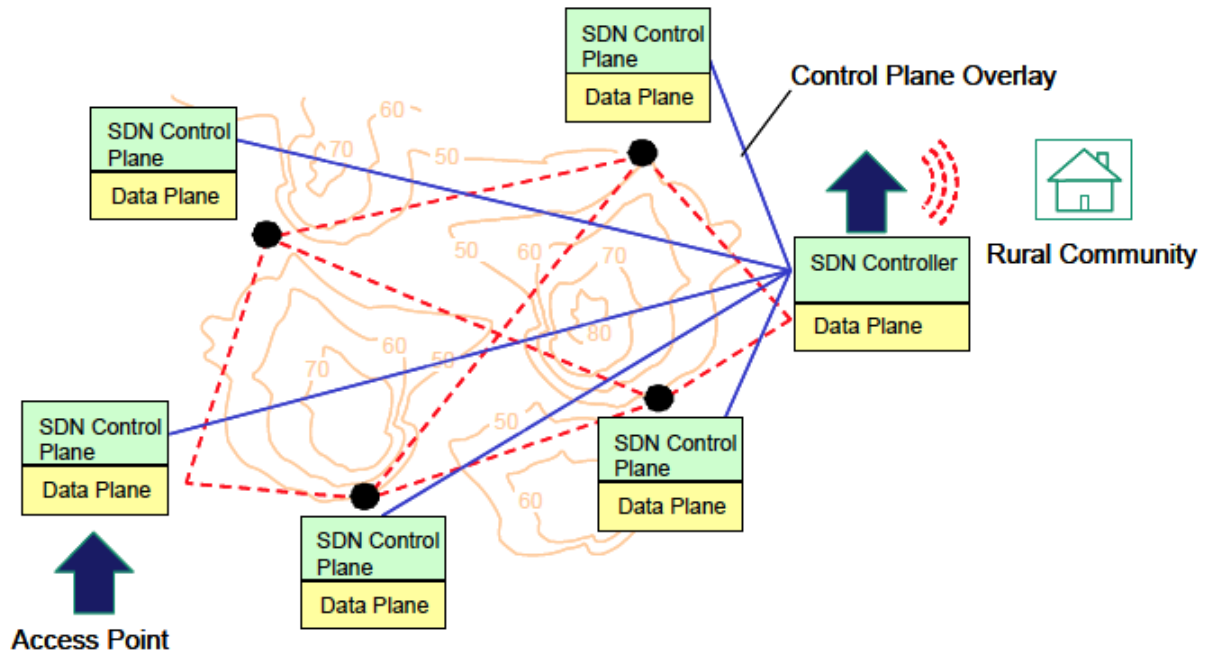 SDN Control
Plane
Data Plane
Control Plane Overlay
SDN Control
Plane
Data Plane
60
70
50
SDN Controller
Data Plane
Rural Community
50
60
70
80
60
50
70
SDN Control
Plane
Data Plane
Access Point
50
60
SDN Control
Plane
Data Plane
SDN Control
Plane
Data Plane